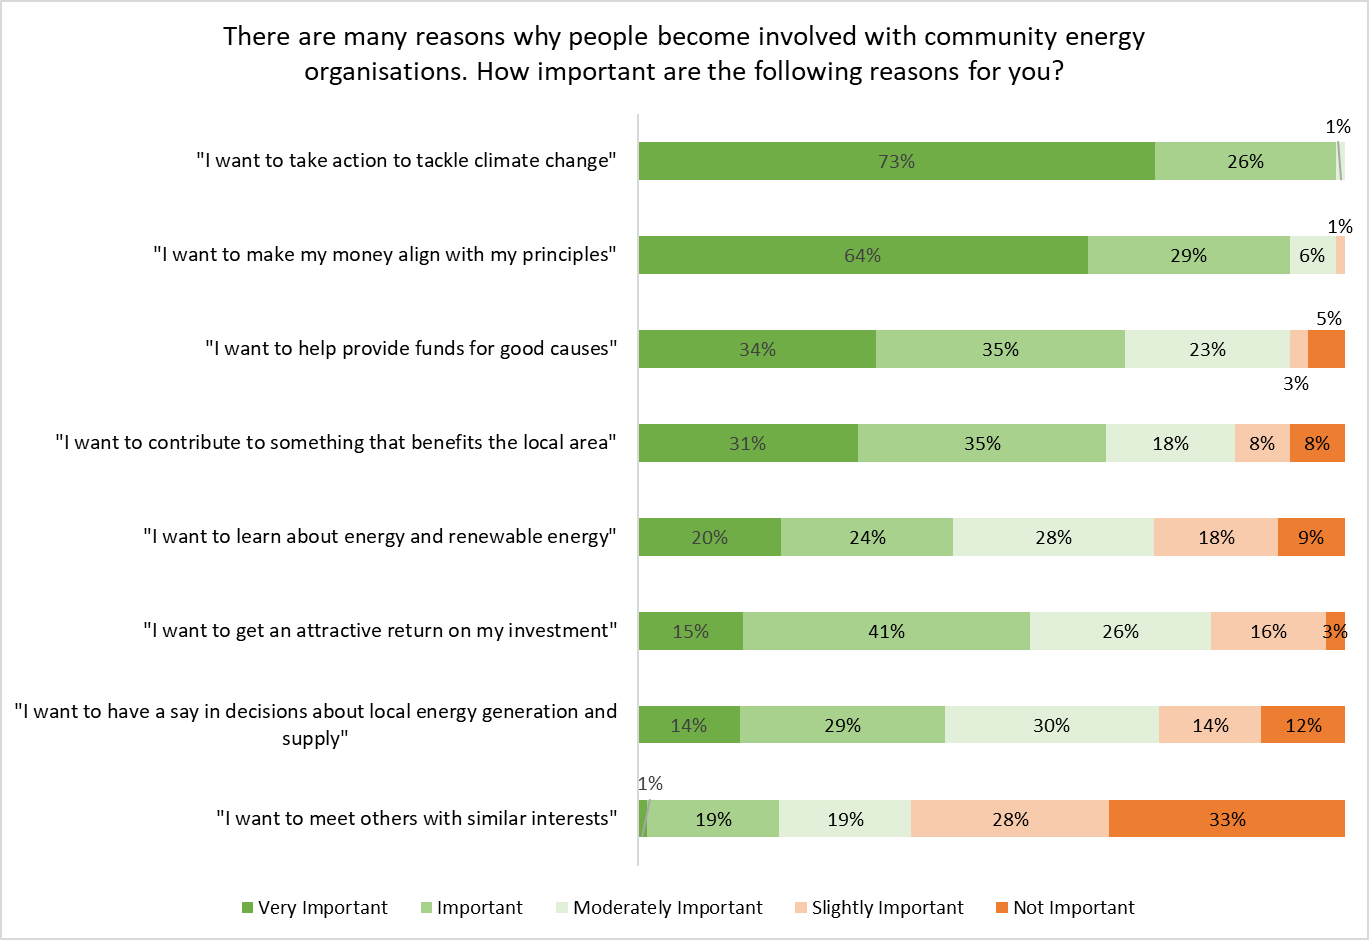 There are many reasons why people become involved with community energy
organisations. How important are the following reasons for you?
1%
"I want to take action to tackle climate change" 73% 26%
1%
"I want to make my money align with my principles" 64% 29% 6%
5%
"I want to help provide funds for good causes" 34% 35% 23%
3%
"I want to contribute to something that benefits the local area" 31% 35% 18% 8% 8%
"I want to learn about energy and renewable energy" 20% 24% 28% 18% 9%
"I want to get an attractive return on my investment" 15% 41% 26% 16% 3%
"I want to have a say in decisions about local energy generation and
supply" 14% 29% 30% 14% 12%
1%
"I want to meet others with similar interests" 19% 19% 28% 33%
Very Important Important Moderately Important Slightly Important Not Important